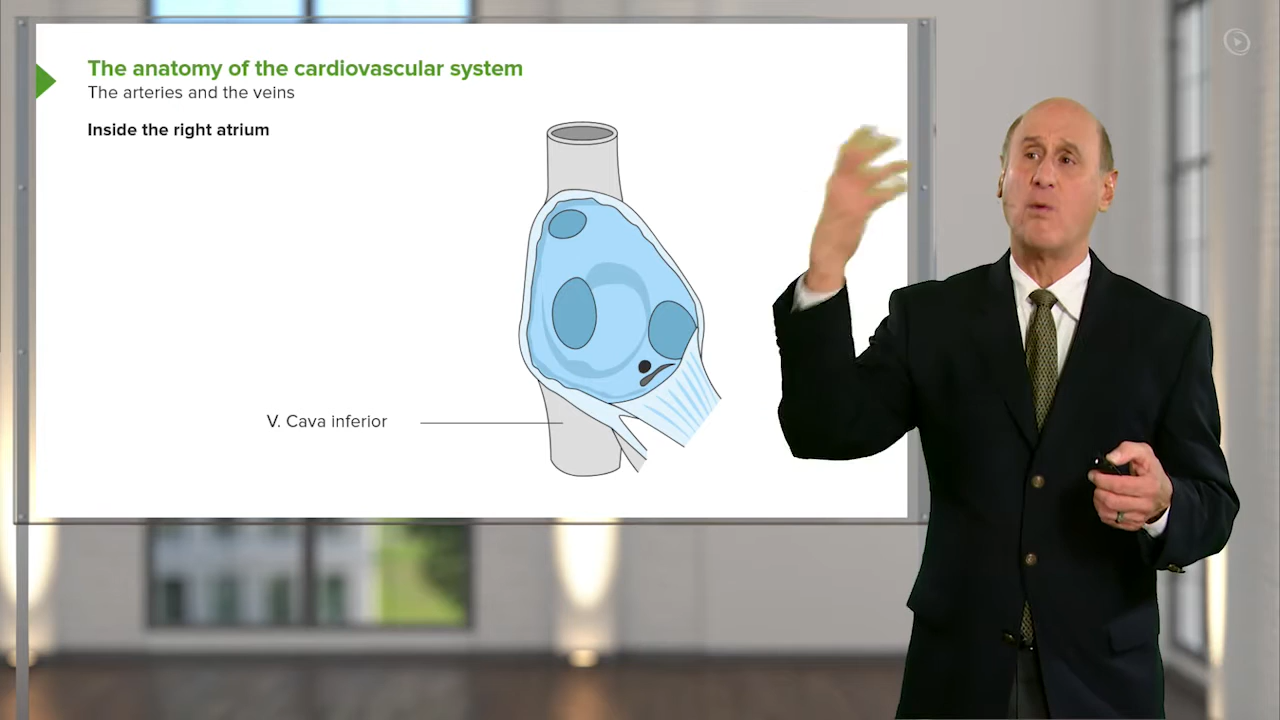 The anatomy of the cardiovascular system
The arteries and the veins
Inside the right atrium
V. Cava inferior